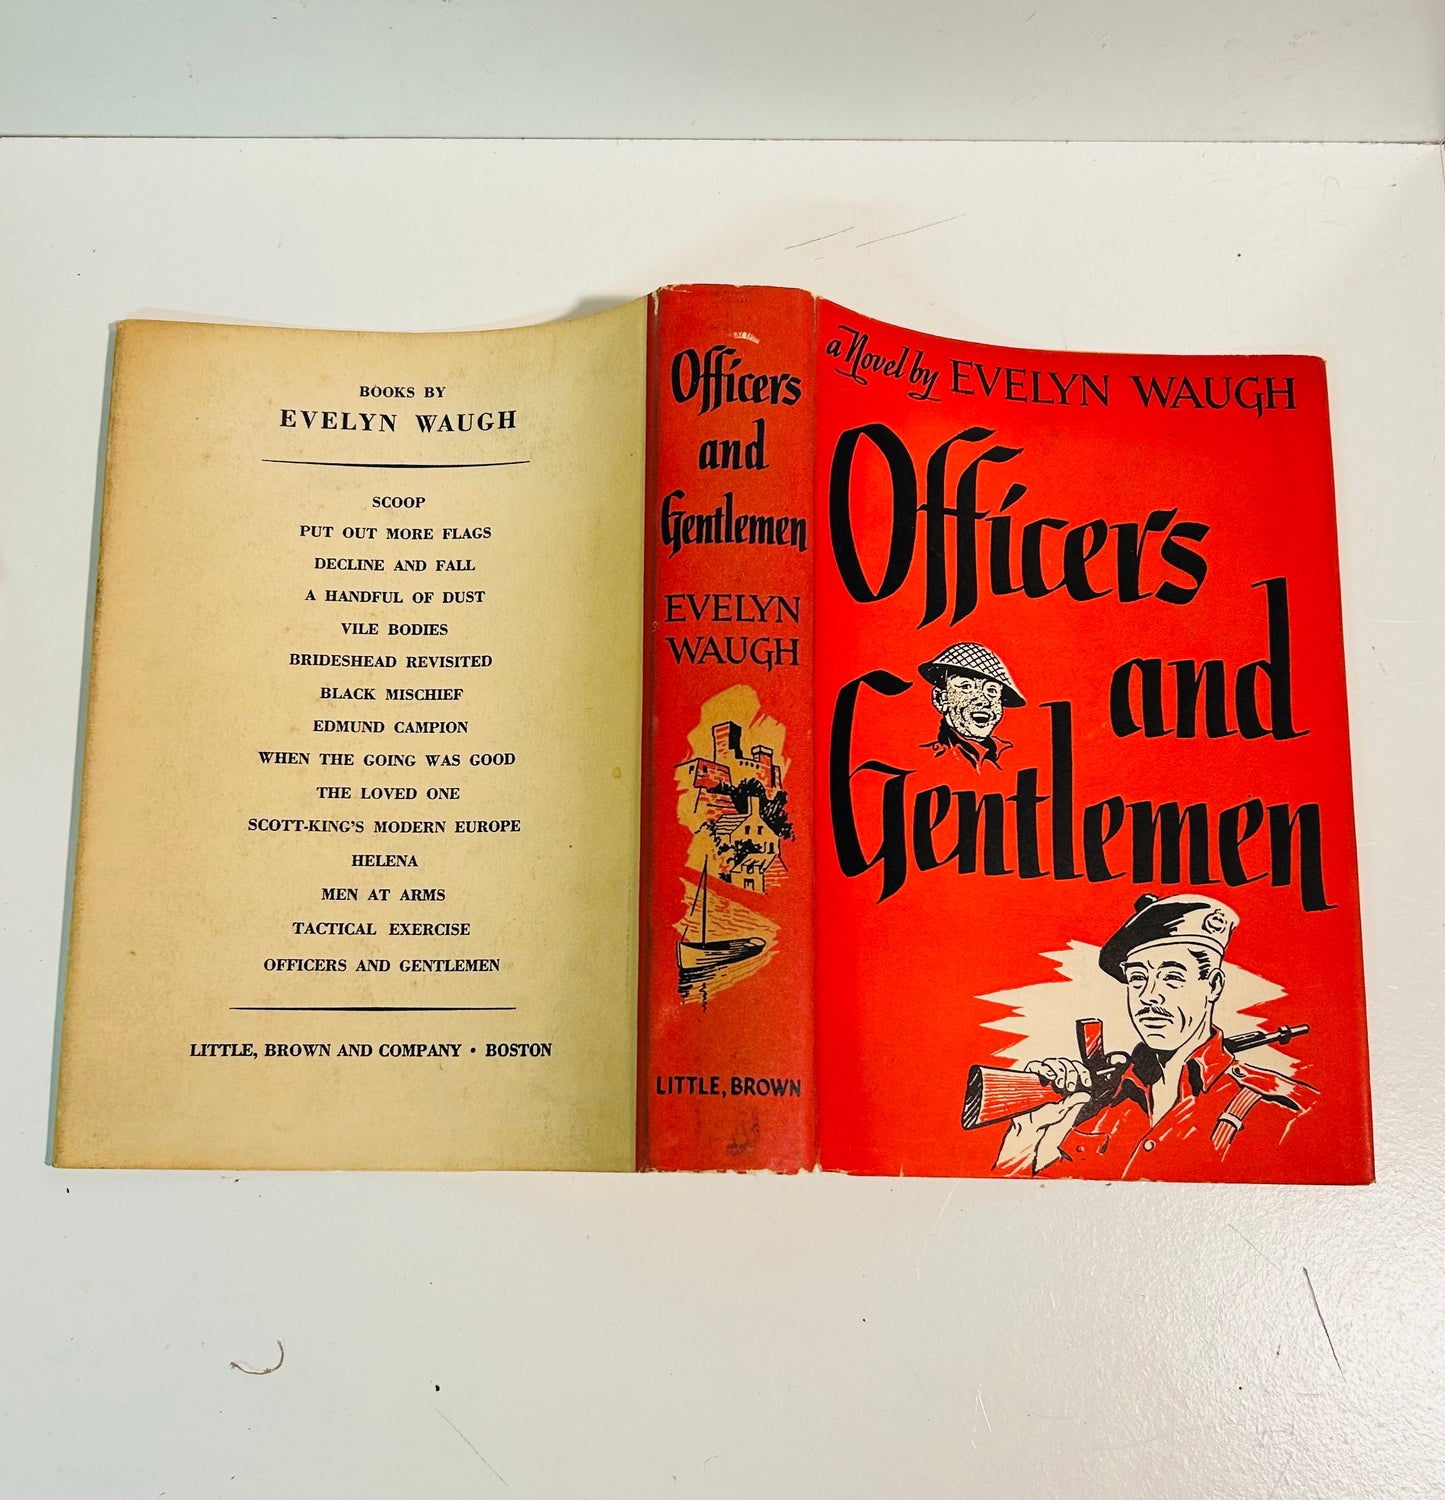 BOOKS BY
EVELYN WAUGH
SCOOP
PUT OUT MORE FLAGS
DECLINE AND FALL
A HANDFUL OF DUST
VILE BODIES
BRIDESHEAD REVISITED
BLACK MISCHIEF
EDMUND CAMPION
WHEN THE GOING WAS GOOD
THE LOVED ONE
SCOTT-KING'S MODERN EUROPE
HELENA
MEN AT ARMS
TACTICAL EXERCISE
OFFICERS AND GENTLEMEN
LITTLE, BROWN AND COMPANY • BOSTON
Officers
and
Gentlemen
EVELYN
WAUGH
LITTLE, BROWN
a Novel by EVELYN WAUGH
Officers
and
Gentlemen